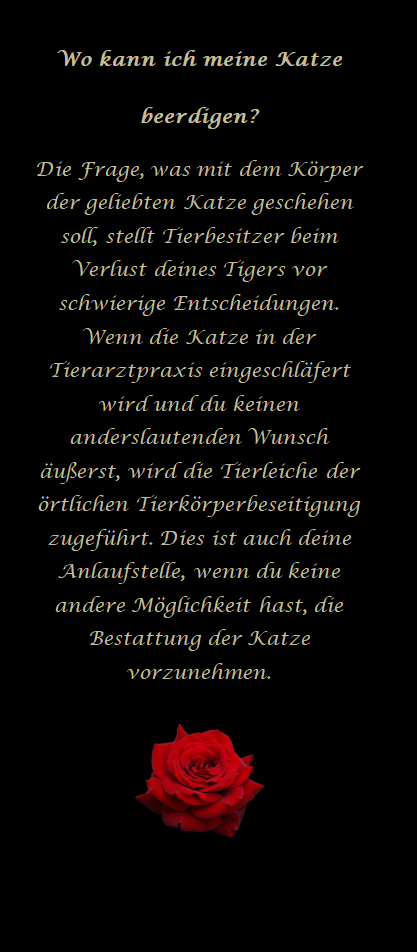 Wo kann ich meine Katze
beerdigen?
Die Frage, was mit dem Körper
der geliebten Katze geschehen
soll, stellt Tierbesitzer beim
Verlust deines Tigers vor
schwierige Entscheidungen.
Wenn die Katze in der
Tierarztpraxis eingeschläfert
wird und du keinen
anderslautenden Wunsch
äußerst, wird die Tierleiche der
örtlichen Tierkörperbeseitigung
zugeführt. Dies ist auch deine
Anlaufstelle, wenn du keine
andere Möglichkeit hast, die
Bestattung der Katze
vorzunehmen.